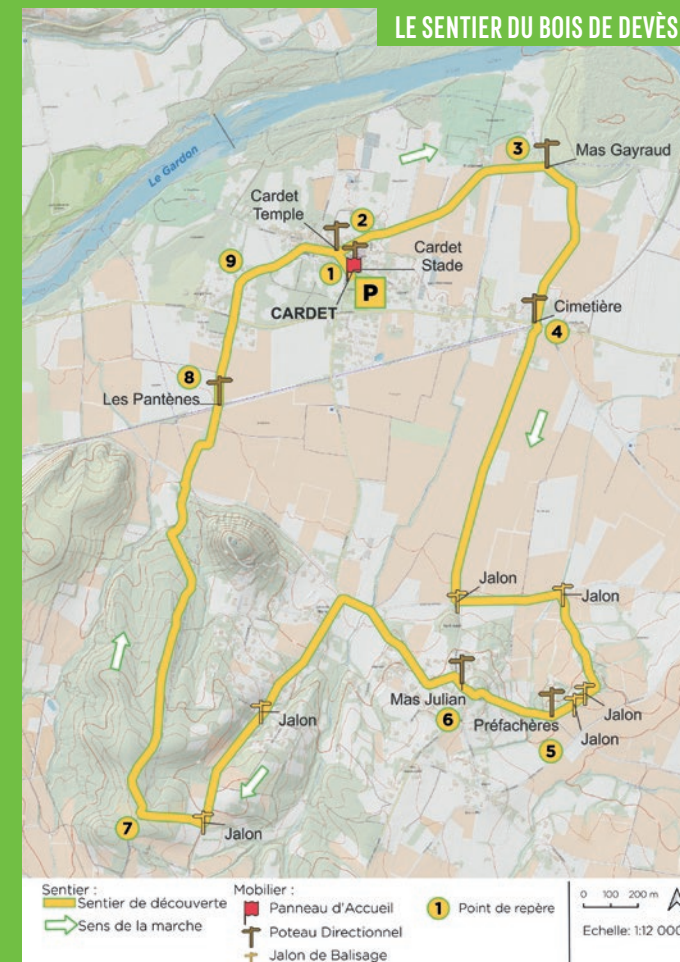 LE SENTIER DU BOIS DE DEVÈS
Le Gardon
3
Mas Gayraud
Cardet
Temple
2
Cardet
Stade
9
1
P
CARDET
Cimetière
4
8
Les Pantènes
Jalon
Jalon
Mas Julian
6
Préfachères
Jalon
5
Jalon
Jalon
7
Jalon
Sentier :
Sentier de découverte
Sens de la marche
Mobilier :
Panneau d'Accueil
Poteau Directionnel
Jalon de Balisage
1 Point de repère
0 100 200 m
Echelle: 1:12 000